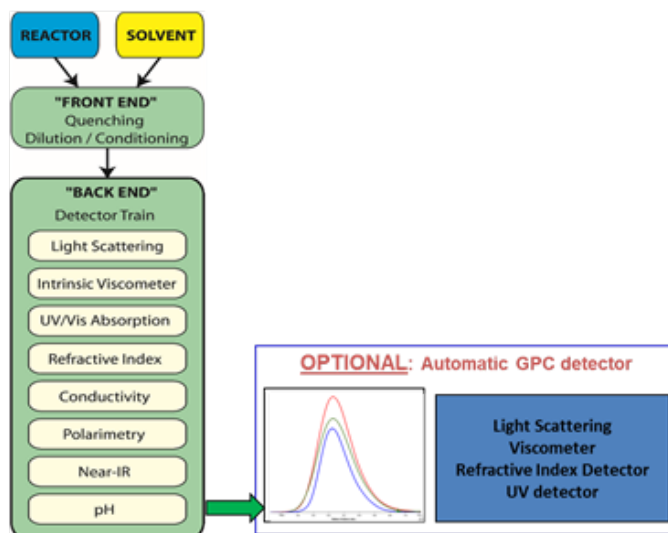 REACTOR
SOLVENT
"FRONT END"
Quenching
Dilution / Conditioning
"BACK END"
Detector Train
Light Scattering
Intrinsic Viscometer
UV/Vis Absorption
Refractive Index
Conductivity
Polarimetry
Near-IR
pH
OPTIONAL: Automatic GPC detector
Light Scattering
Viscometer
Refractive Index Detector
UV detector